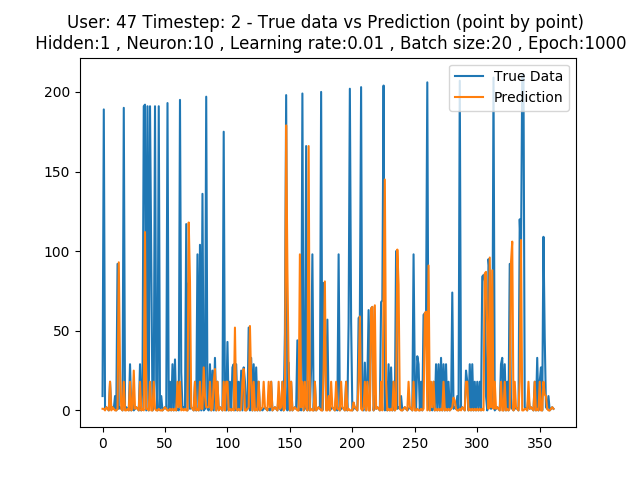 User: 47 Timestep: 2 - True data vs Prediction (point by point)
Hidden:1 , Neuron:10 , Learning rate:0.01 , Batch size:20 , Epoch:1000
True Data
Prediction
200
150
100
50
0
0 50 100 150 200 250 300 350